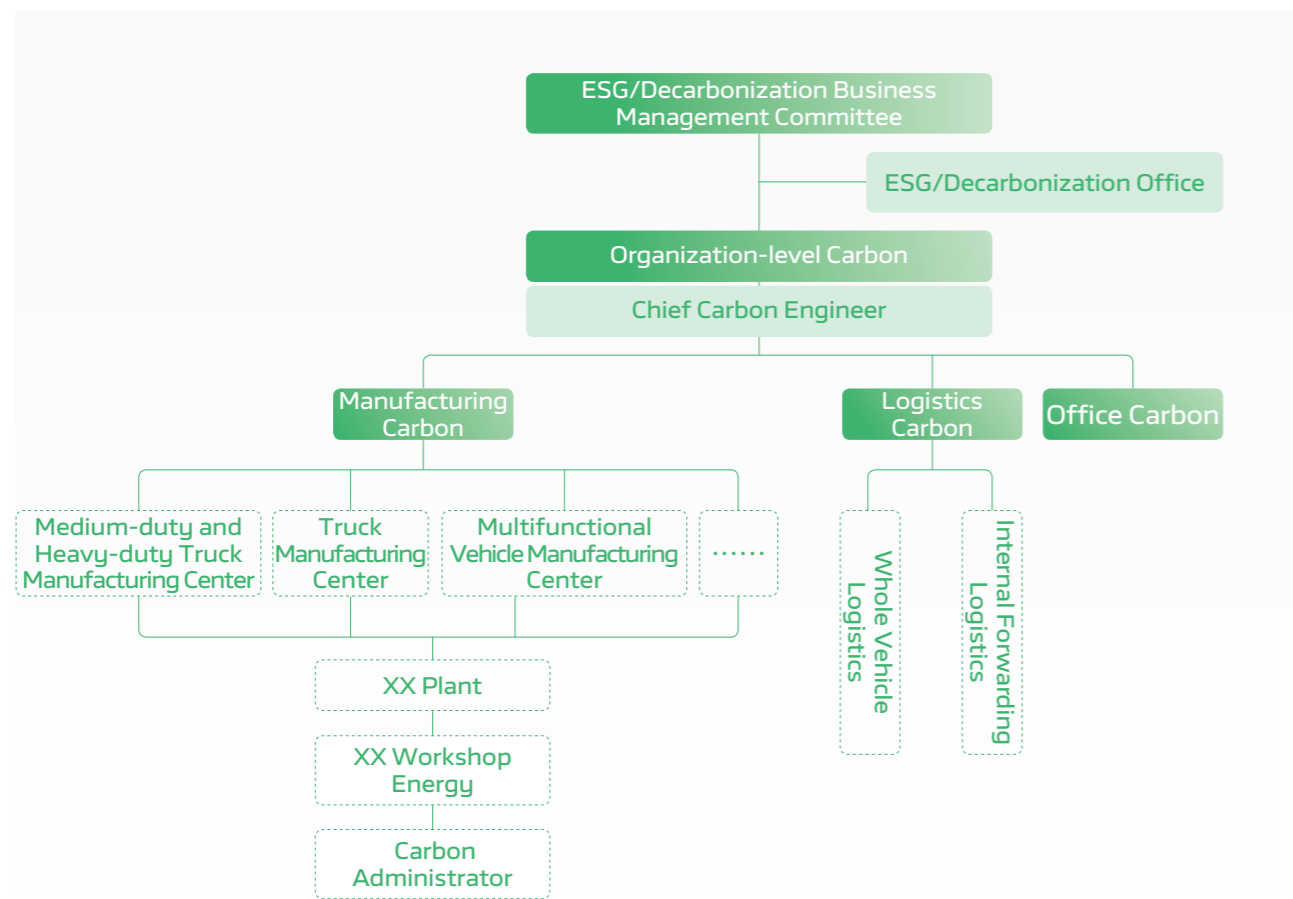 ESG/Decarbonization Business
Management Committee
ESG/Decarbonization Office
Organization-level Carbon
Chief Carbon Engineer
Manufacturing
Carbon
Logistics
Carbon
Office Carbon
Medium-duty and
Heavy-duty Truck
Manufacturing Center
Truck
Manufacturing
Center
Multifunctional
Vehicle Manufacturing
Center
······
Whole Vehicle
Logistics
Internal Forwarding
Logistics
XX Plant
XX Workshop
Energy
Carbon
Administrator